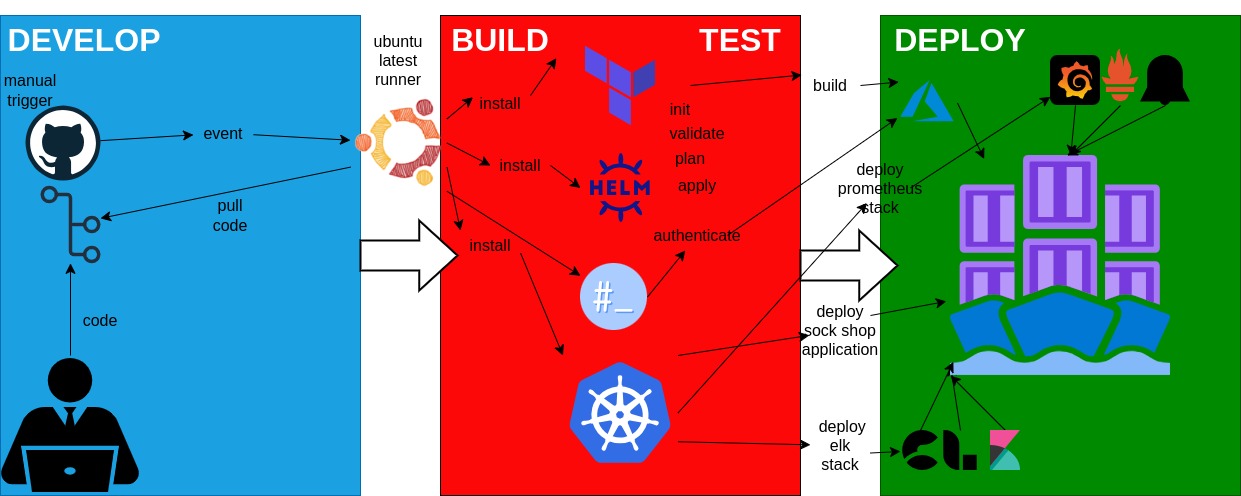 DEVELOP
manual
trigger
event
pull
code
code
ubuntu
latest
runner
BUILD
TEST
install
install
install
init
validate
plan
apply
HELM
authenticate
#_
build
deploy
prometheus
stack
deploy
sock shop
application
deploy
elk
stack
DEPLOY